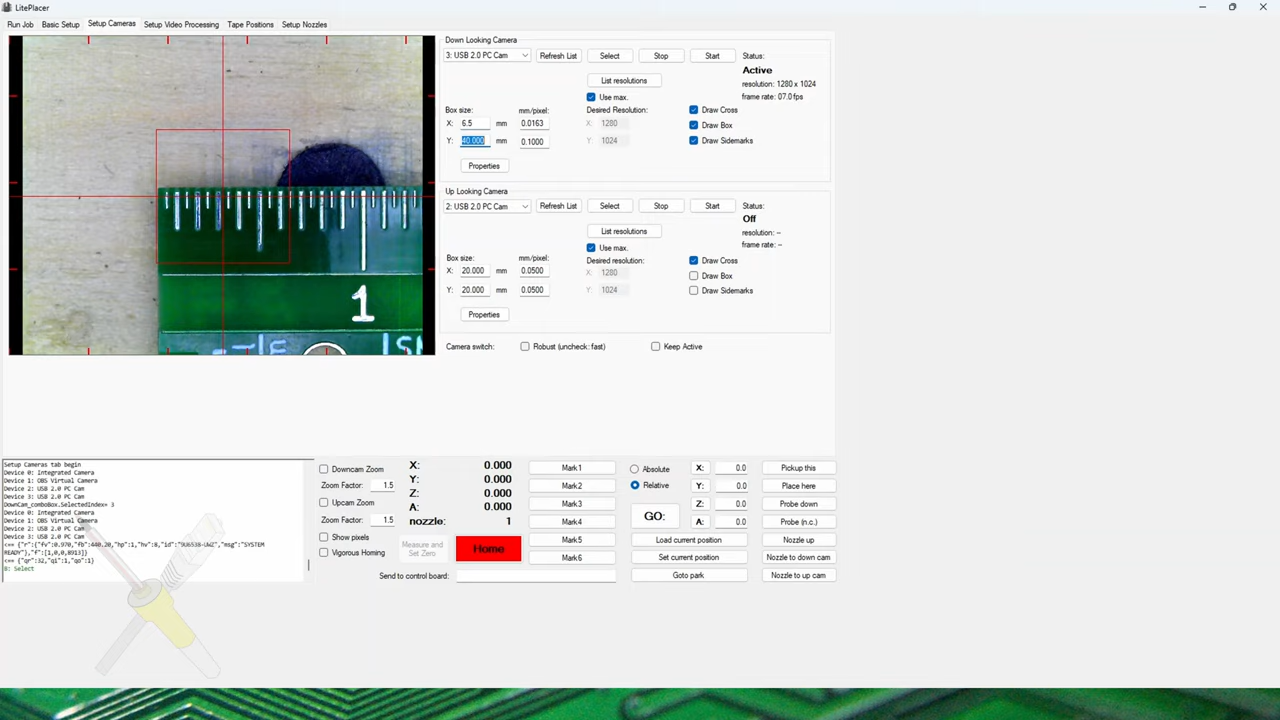 LitePlacer
Run Job Basic Setup Setup Cameras Setup Video Processing Tape Positions Setup Nozzles
Down Looking Camera
3: USB 2.0 PC Cam Refresh List Select Stop Start Status:
Active
List resolutions resolution: 1280 x 1024
Use max. frame rate: 07.0 fps
Box size: mm/pixel: Desired Resolution: Draw Cross
X: 6.5 mm 0.0163 X: 1280 Draw Box
Y: 40.000 mm 0.1000 Y: 1024 Draw Sidemarks
Properties
Up Looking Camera
2: USB 2.0 PC Cam Refresh List Select Stop Start Status:
Off
List resolutions resolution: --
Use max. frame rate: --
Box size: mm/pixel: Desired resolution: Draw Cross
X: 20.000 mm 0.0500 X: 1280 Draw Box
Y: 20.000 mm 0.0500 Y: 1024 Draw Sidemarks
Properties
Camera switch: Robust (uncheck: fast) Keep Active
1
Setup Cameras tab begin
Device 0: Integrated Camera
Device 1: OBS Virtual Camera
Device 2: USB 2.0 PC Cam
Device 3: USB 2.0 PC Cam
DownCam_comboBox.SelectedIndex= 3
Device 0: Integrated Camera
Device 1: OBS Virtual Camera
Device 2: USB 2.0 PC Cam
Device 3: USB 2.0 PC Cam
READY"},"f":[1,0,0,8913]}
<== {"qr":32,"qi":1,"qo":1}
Downcam Zoom
Zoom Factor: 1.5
Upcam Zoom
Zoom Factor: 1.5
Show pixels
Vigorous Homing
X: 0.000
Y: 0.000
Z: 0.000
A: 0.000
nozzle: 1
Measure and
Set Zero
Home
Send to control board:
Mark1
Mark2
Mark3
Mark4
Mark5
Mark6
Absolute
Relative
GO:
X: 0.0
Y: 0.0
Z: 0.0
A: 0.0
Load current position
Set current position
Goto park
Pickup this
Place here
Probe down
Probe (n.c.)
Nozzle up
Nozzle to down cam
Nozzle to up cam